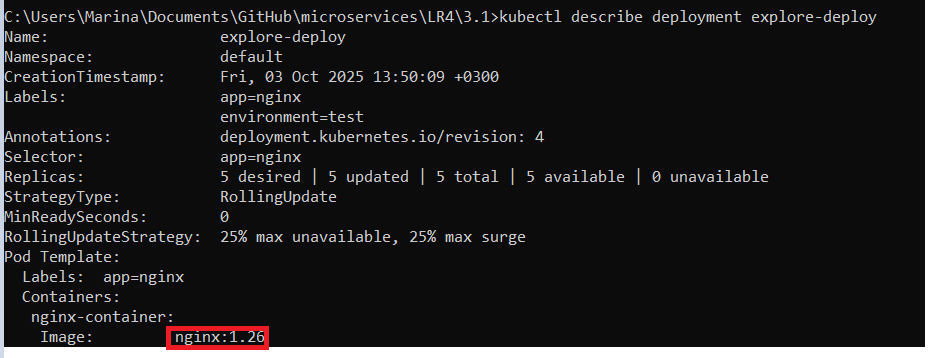 C:\Users\Marina\Documents\GitHub\microservices\LR4\3.1>kubectl describe deployment explore-deploy
Name:                   explore-deploy
Namespace:              default
CreationTimestamp:      Fri, 03 Oct 2025 13:50:09 +0300
Labels:                 app=nginx
                        environment=test
Annotations:            deployment.kubernetes.io/revision: 4
Selector:               app=nginx
Replicas:               5 desired | 5 updated | 5 total | 5 available | 0 unavailable
StrategyType:           RollingUpdate
MinReadySeconds:        0
RollingUpdateStrategy:  25% max unavailable, 25% max surge
Pod Template:
  Labels:  app=nginx
  Containers:
   nginx-container:
    Image:         nginx:1.26